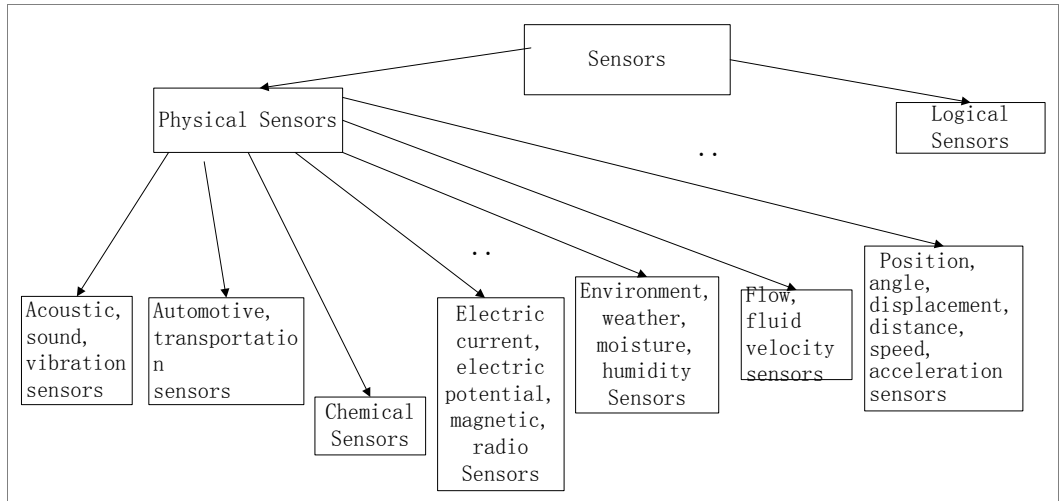 Sensors
Physical Sensors
Logical
Sensors
..
..
Acoustic,
sound,
vibration
sensors
Automotive,
transportatio
n
sensors
Chemical
Sensors
Electric
current,
electric
potential,
magnetic,
radio
Sensors
Environment,
weather,
moisture,
humidity
Sensors
Flow,
fluid
velocity
sensors
Position,
angle,
displacement,
distance,
speed,
acceleration
sensors